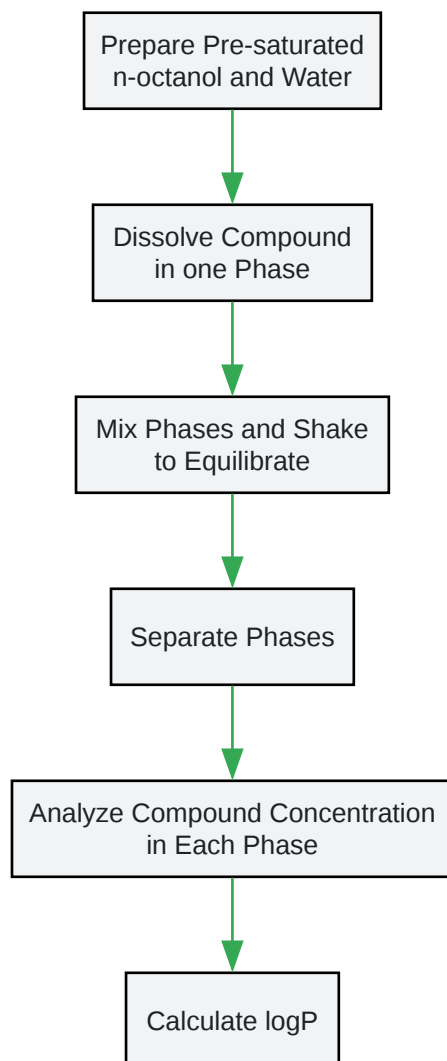 Prepare Pre-saturated
n-octanol and Water
Dissolve Compound
in one Phase
Mix Phases and Shake
to Equilibrate
Separate Phases
Analyze Compound Concentration
in Each Phase
Calculate logP